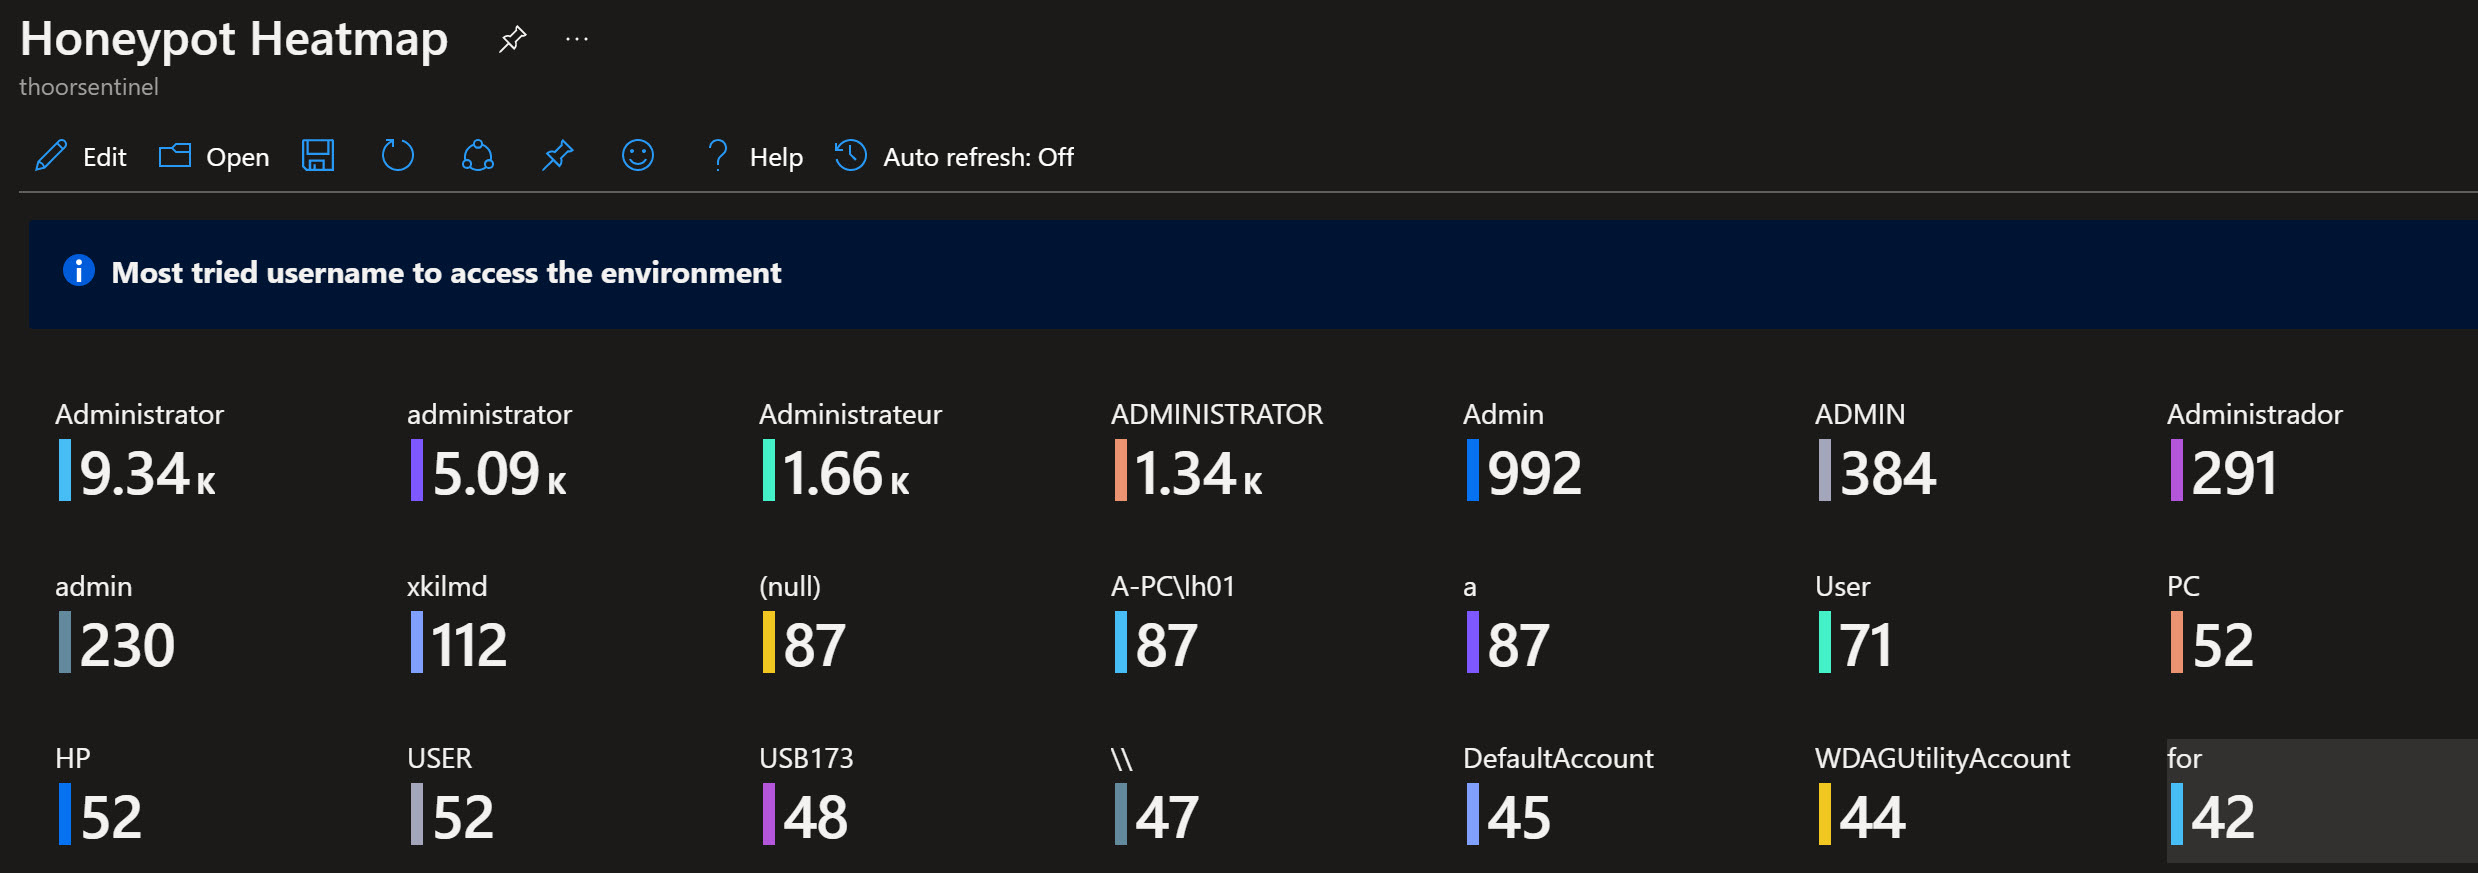 Honeypot Heatmap
thoorsentinel
Edit Open Help Auto refresh: Off
Most tried username to access the environment
Administrator administrator Administrateur ADMINISTRATOR Admin ADMIN Administrador
9.34 K 5.09 K 1.66 K 1.34 K 992 384 291
admin xkilmd (null) A-PC\lh01 a User PC
230 112 87 87 87 71 52
HP USER USB173 \\ DefaultAccount WDAGUtilityAccount for
52 52 48 47 45 44 42